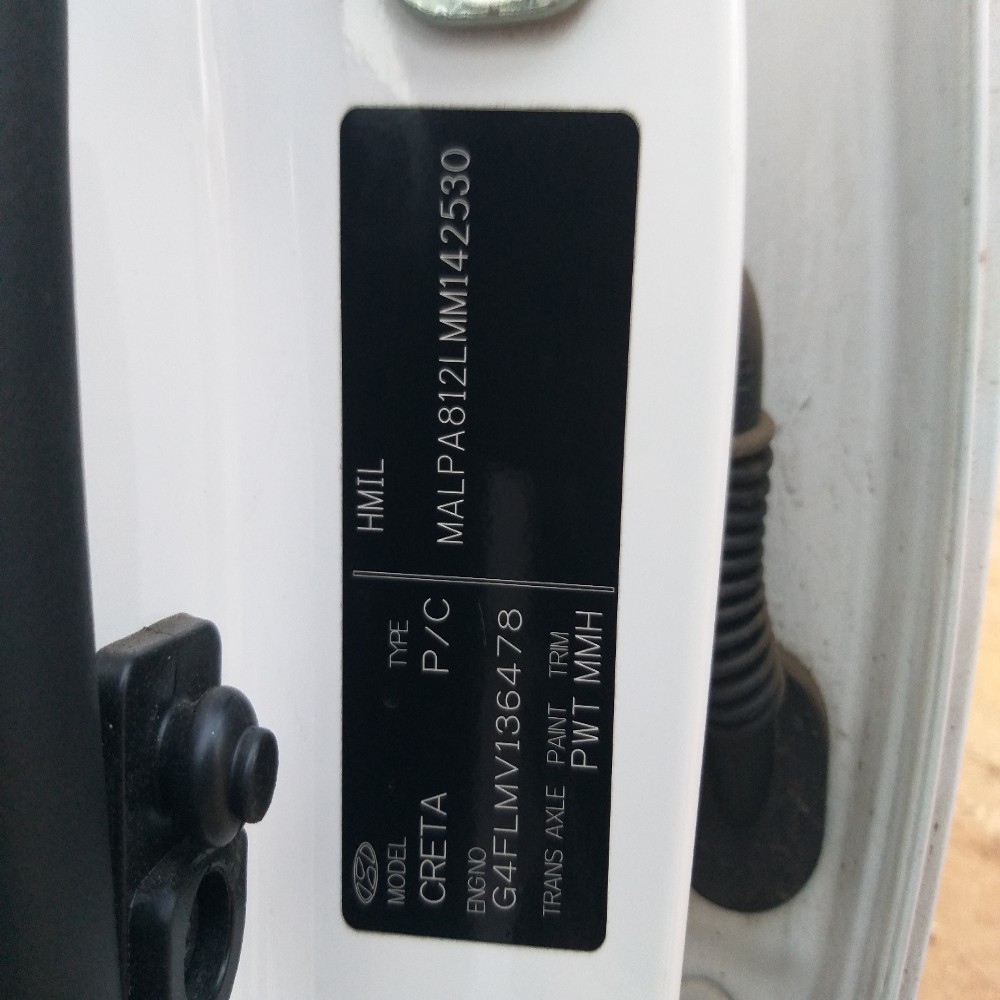 HMIL
MODEL TYPE
CRETA P/C MALPA812LMM142530
ENGNO
G4FLMV136478
TRANS AXLE PAINT TRIM
PWT MMH